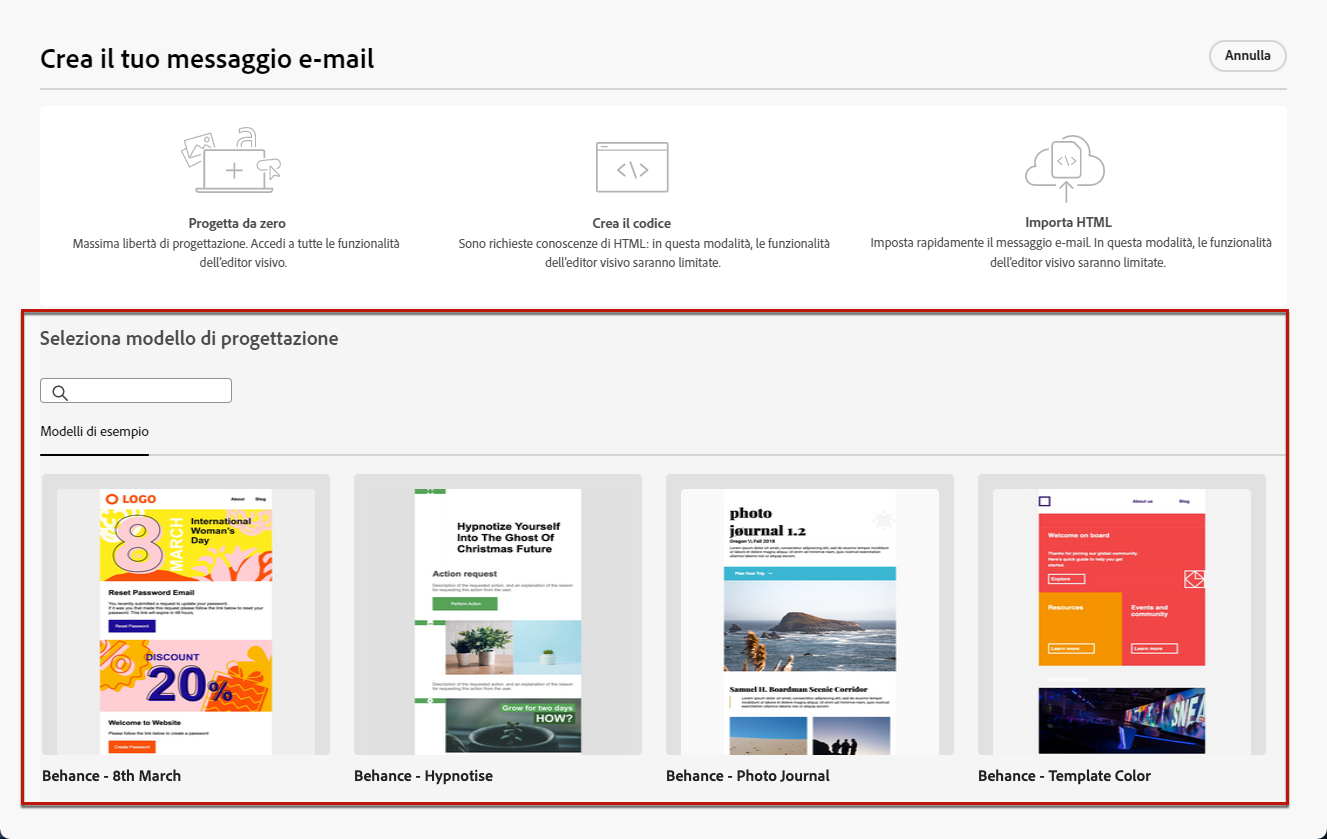 Crea il tuo messaggio e-mail
Annulla
Progetta da zero
Massima libertà di progettazione. Accedi a tutte le funzionalità
dell'editor visivo.
Crea il codice
Sono richieste conoscenze di HTML: in questa modalità, le funzionalità
dell'editor visivo saranno limitate.
Importa HTML
Imposta rapidamente il messaggio e-mail. In questa modalità, le funzionalità
dell'editor visivo saranno limitate.
Seleziona modello di progettazione
Modelli di esempio
LOGO
About Blog
8
MARCH
International
Woman's
Day
Reset Password Email
You recently submitted a request to update your password.
If it was you that made this request please follow the link below to reset your
password. This link will expire in 48 hours.
Reset Password
DISCOUNT
20%
Welcome to Website
Please follow the link below to create a password
Create Password
Behance - 8th March
Hypnotize Yourself
Into The Ghost Of
Christmas Future
Action request
Description of the requested action, and an explanation of the reason
for requesting this action from the user.
Perform Action
Description of the requested action, and an explanation of the reason
for requesting this action from the user.
Grow for two days
HOW?
Behance - Hypnotise
photo
journal 1.2
Plan Your Trip
Samuel H. Boardman Scenic Corridor
Behance - Photo Journal
About us Blog
Welcome on board
Thanks for joining our global community.
Here's a quick guide to help you get
started.
Explore
Resources
Learn more
Events and
community
Learn more
SNEA
Behance - Template Color